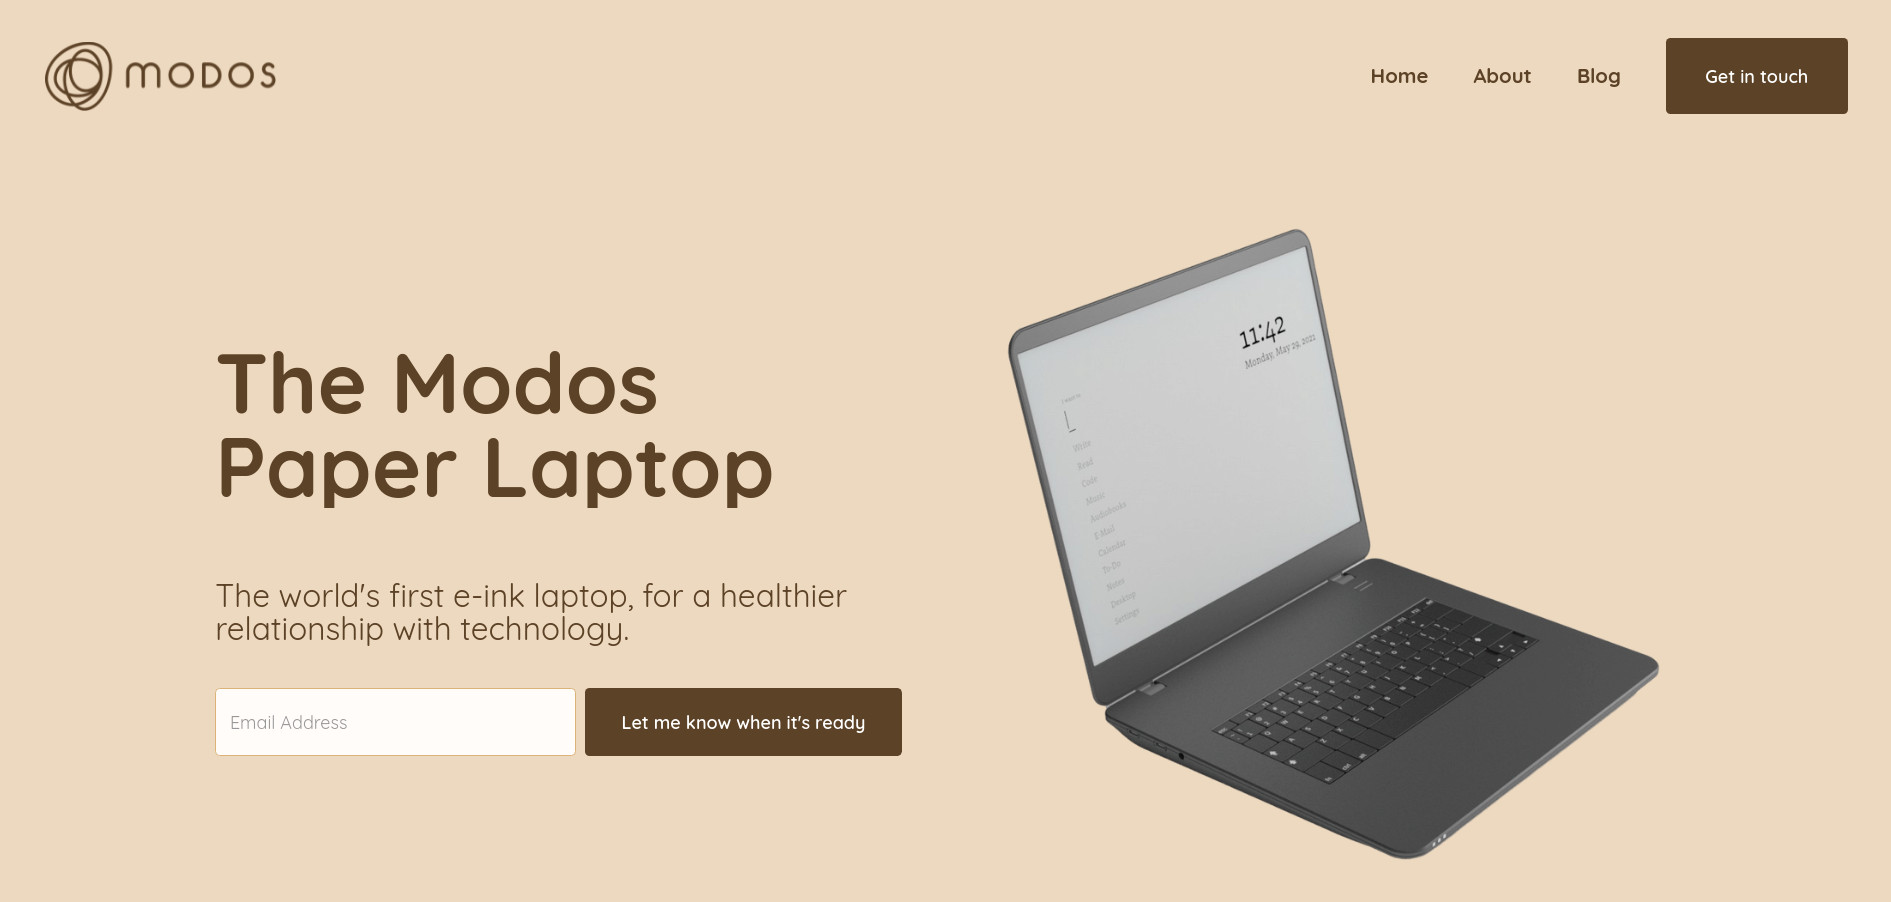 MODOS
Home
About
Blog
Get in touch
The Modos
Paper Laptop
The world's first e-ink laptop, for a healthier
relationship with technology.
Email Address
Let me know when it's ready
11:42
Monday, May 29, 2022
Write
Read
Code
Music
Audiobooks
E Mail
Calendar
To-Do
Notes
Desktop
Settings